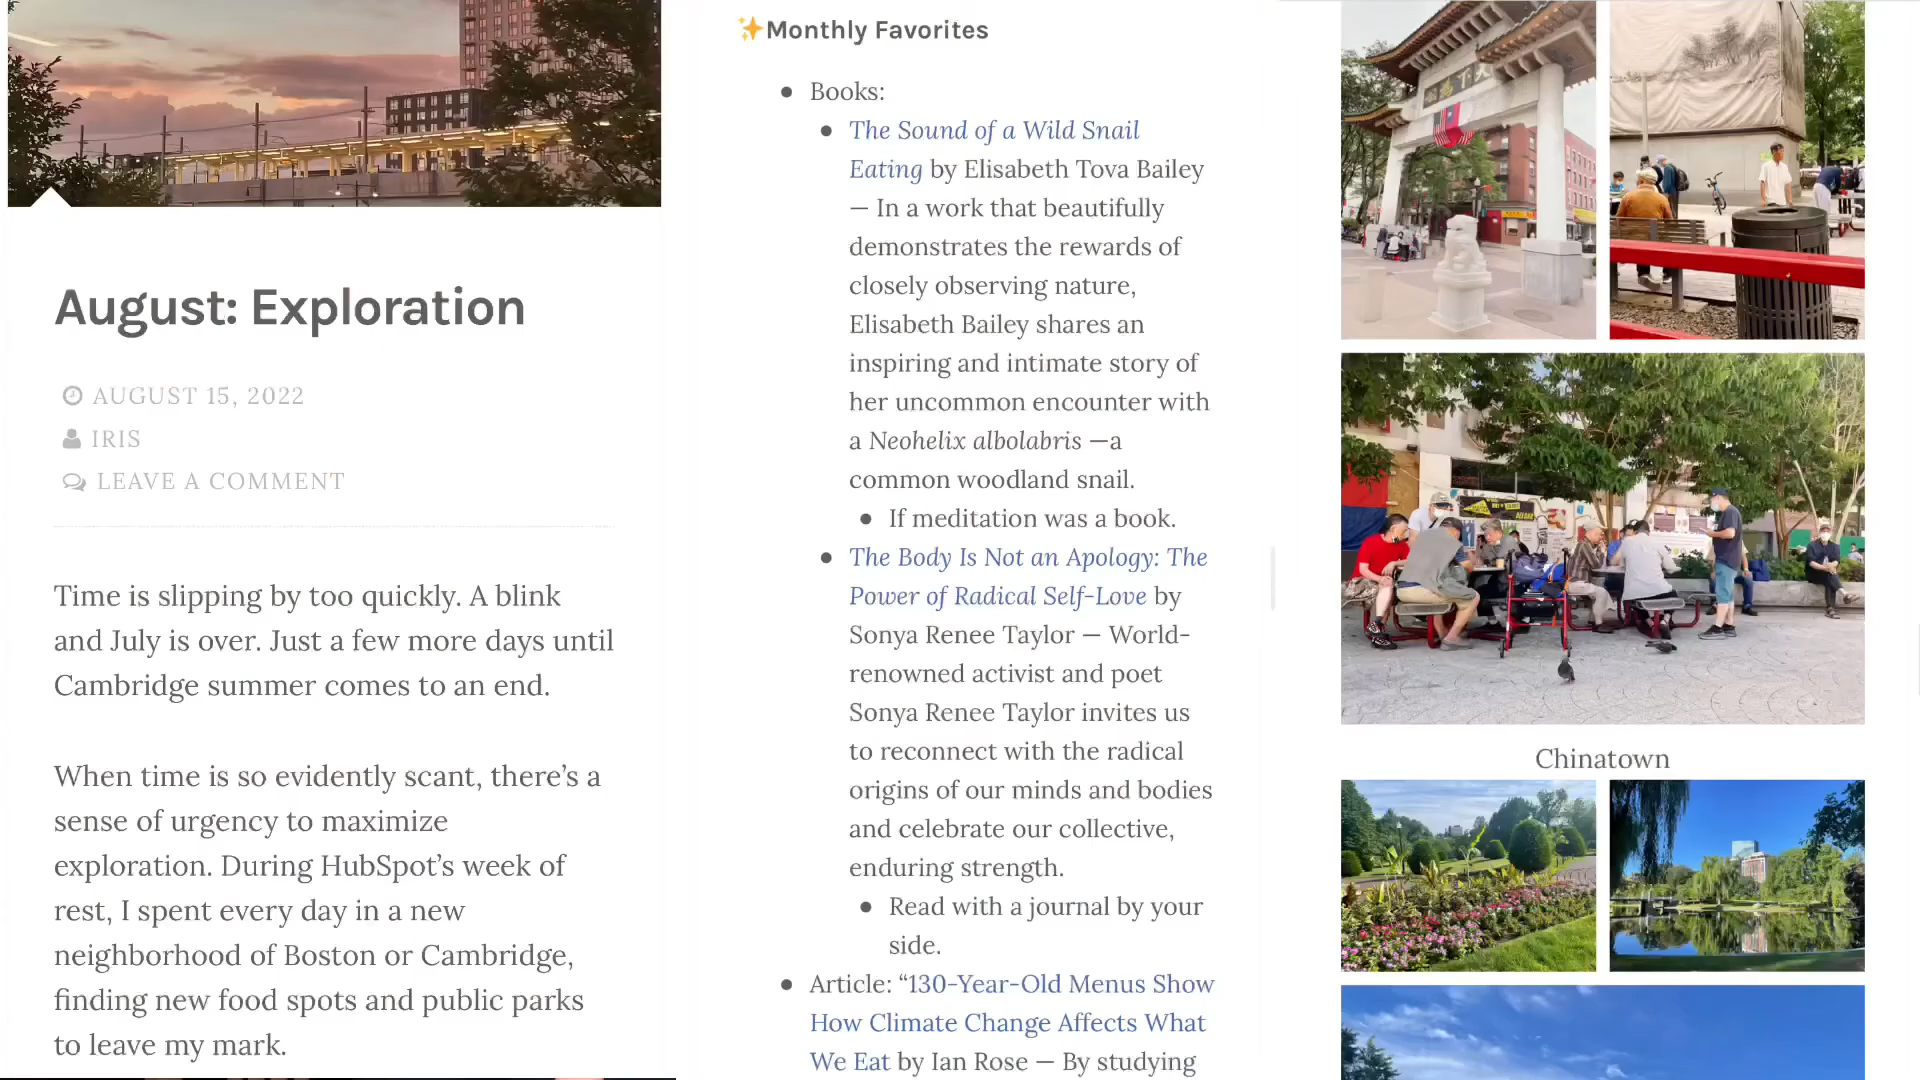 August: Exploration
AUGUST 15, 2022
IRIS
LEAVE A COMMENT
Time is slipping by too quickly. A blink
and July is over. Just a few more days until
Cambridge summer comes to an end.
When time is so evidently scant, there’s a
sense of urgency to maximize
exploration. During HubSpot’s week of
rest, I spent every day in a new
neighborhood of Boston or Cambridge,
finding new food spots and public parks
to leave my mark.
✨Monthly Favorites
Books:
The Sound of a Wild Snail
Eating by Elisabeth Tova Bailey
— In a work that beautifully
demonstrates the rewards of
closely observing nature,
Elisabeth Bailey shares an
inspiring and intimate story of
her uncommon encounter with
a Neohelix albolabris —a
common woodland snail.
If meditation was a book.
The Body Is Not an Apology: The
Power of Radical Self-Love by
Sonya Renee Taylor — World-
renowned activist and poet
Sonya Renee Taylor invites us
to reconnect with the radical
origins of our minds and bodies
and celebrate our collective,
enduring strength.
Read with a journal by your
side.
Article: “130-Year-Old Menus Show
How Climate Change Affects What
We Eat by Ian Rose — By studying
Chinatown